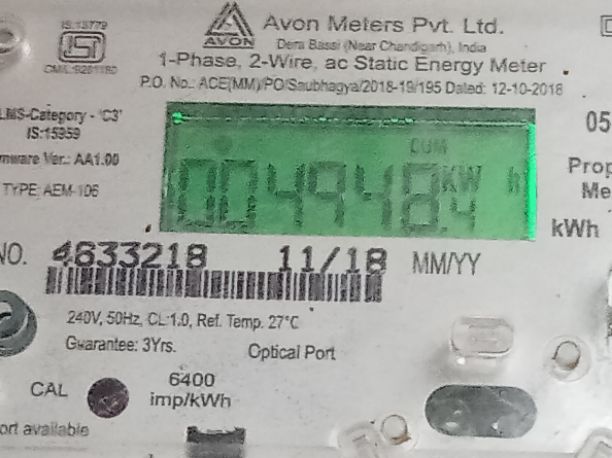 IS:13779
Avon Meters Pvt. Ltd.
AVON
Dera Bassi (Near Chandigarh), India
1-Phase, 2-Wire, ac Static Energy Meter
P.O. No.: ACE(MM)/PO/Saubhagya/2018-19/195 Dated: 12-10-2018
LMS-Category - 'C3'
IS:15959
mware Ver.: AA1.00
TYPE: AEM-106
CUM
004948.4 KW h
05
Prop
Me
kWh
NO. 4633218 11/18 MM/YY
240V, 50Hz, CL:1.0, Ref. Temp. 27°C
Guarantee: 3Yrs.
Optical Port
CAL
6400
imp/kWh
ort available